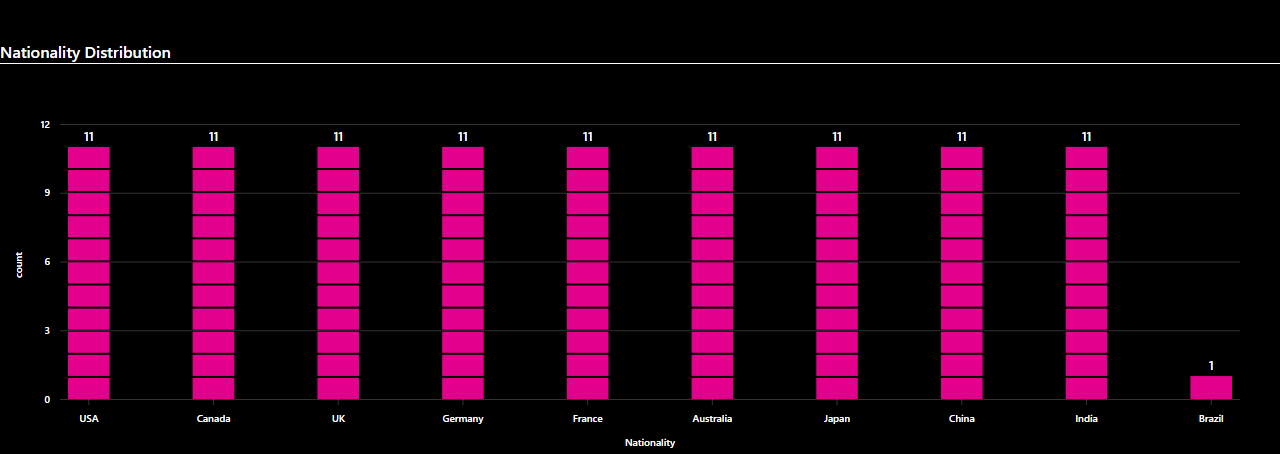 Nationality Distribution
12
11 11 11 11 11 11 11 11 11
9
6
count
3
1
0
USA Canada UK Germany France Australia Japan China India Brazil
Nationality